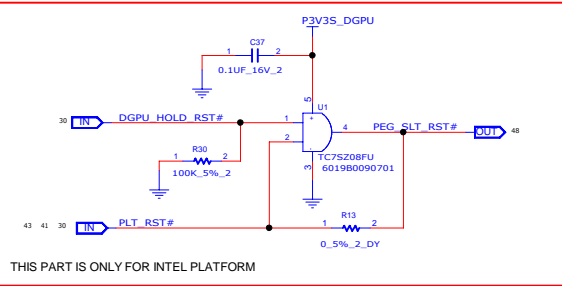 P3V3S_DGPU
C37
1 2
0.1UF_16V_2
5
U1
30 IN DGPU_HOLD_RST# 1 +
4 PEG_SLT_RST# OUT 48
2
-
TC7SZ08FU
3
6019B0090701
R30
1 2
100K_5%_2
R13
43 41 30 IN PLT_RST# 1 2
0_5%_2_DY
THIS PART IS ONLY FOR INTEL PLATFORM